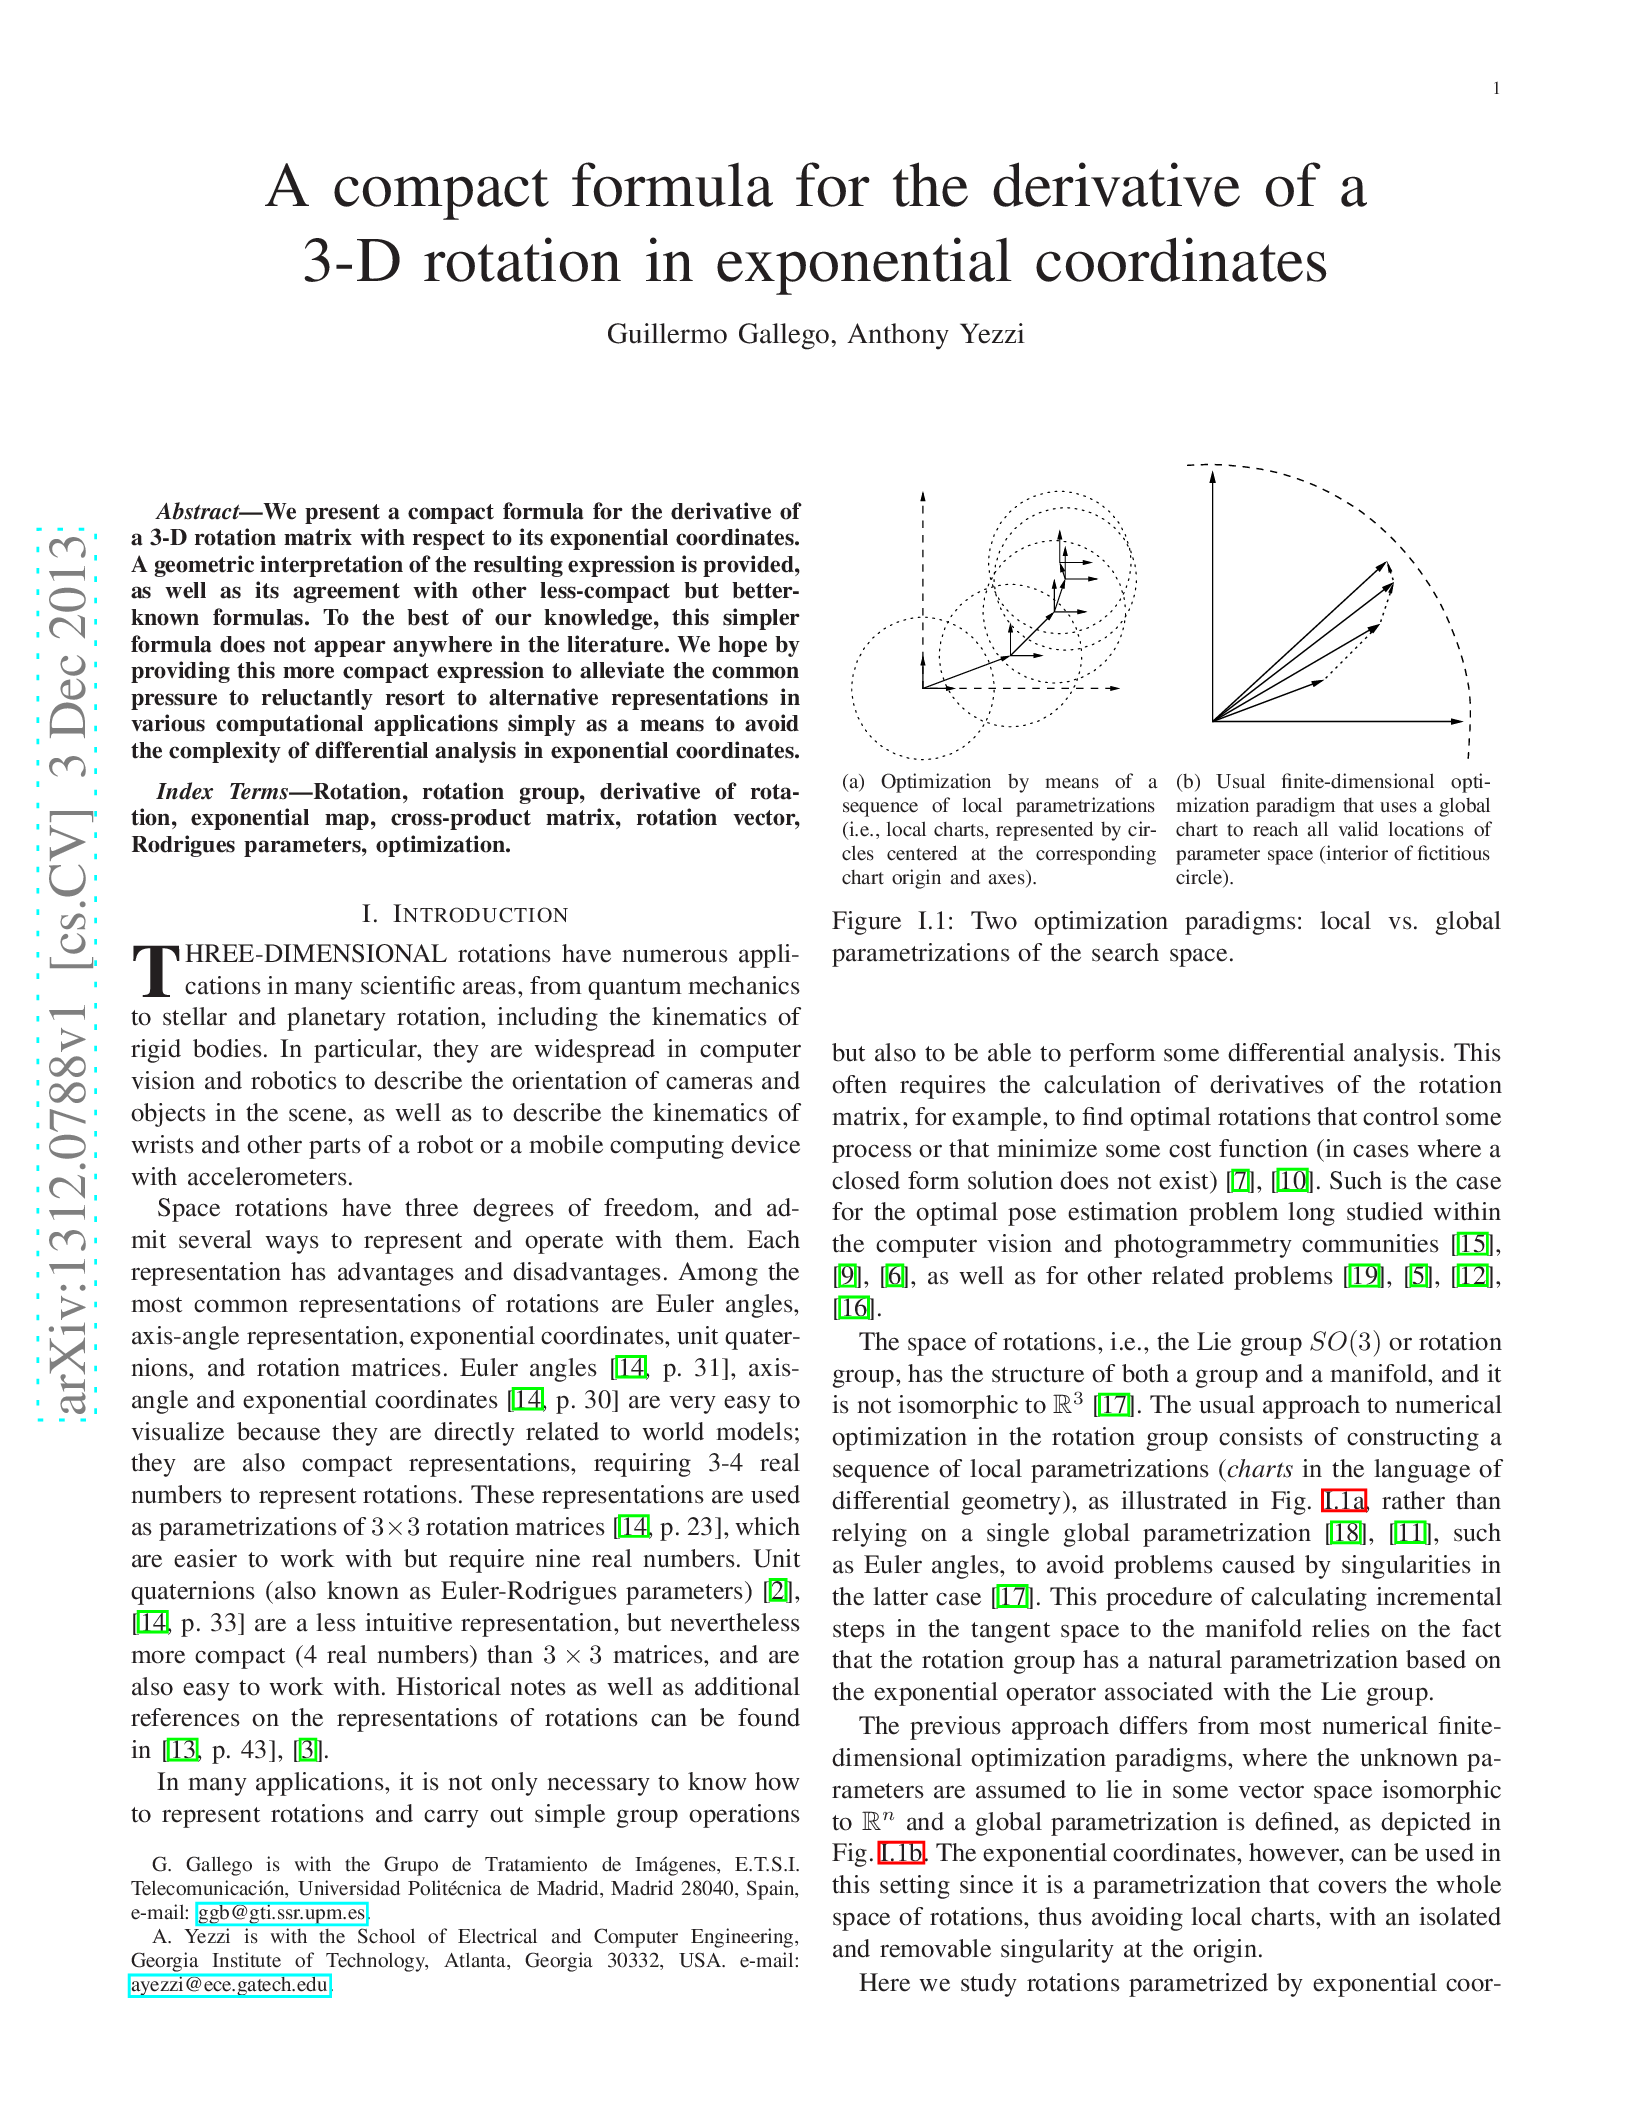 1
A compact formula for the derivative of a
3-D rotation in exponential coordinates
Guillermo Gallego, Anthony Yezzi
arXiv:1312.0788v1 [cs.CV] 3 Dec 2013
Abstract—We present a compact formula for the derivative of
a 3-D rotation matrix with respect to its exponential coordinates.
A geometric interpretation of the resulting expression is provided,
as well as its agreement with other less-compact but better-
known formulas. To the best of our knowledge, this simpler
formula does not appear anywhere in the literature. We hope by
providing this more compact expression to alleviate the common
pressure to reluctantly resort to alternative representations in
various computational applications simply as a means to avoid
the complexity of differential analysis in exponential coordinates.
Index Terms—Rotation, rotation group, derivative of rota-
tion, exponential map, cross-product matrix, rotation vector,
Rodrigues parameters, optimization.
I. INTRODUCTION
THREE-DIMENSIONAL rotations have numerous appli-
cations in many scientific areas, from quantum mechanics
to stellar and planetary rotation, including the kinematics of
rigid bodies. In particular, they are widespread in computer
vision and robotics to describe the orientation of cameras and
objects in the scene, as well as to describe the kinematics of
wrists and other parts of a robot or a mobile computing device
with accelerometers.
Space rotations have three degrees of freedom, and ad-
mit several ways to represent and operate with them. Each
representation has advantages and disadvantages. Among the
most common representations of rotations are Euler angles,
axis-angle representation, exponential coordinates, unit quater-
nions, and rotation matrices. Euler angles [14, p. 31], axis-
angle and exponential coordinates [14, p. 30] are very easy to
visualize because they are directly related to world models;
they are also compact representations, requiring 3-4 real
numbers to represent rotations. These representations are used
as parametrizations of 3×3 rotation matrices [14, p. 23], which
are easier to work with but require nine real numbers. Unit
quaternions (also known as Euler-Rodrigues parameters) [2],
[14, p. 33] are a less intuitive representation, but nevertheless
more compact (4 real numbers) than 3 × 3 matrices, and are
also easy to work with. Historical notes as well as additional
references on the representations of rotations can be found
in [13, p. 43], [3].
In many applications, it is not only necessary to know how
to represent rotations and carry out simple group operations
G. Gallego is with the Grupo de Tratamiento de Imágenes, E.T.S.I.
Telecomunicación, Universidad Politécnica de Madrid, Madrid 28040, Spain,
e-mail: ggb@gti.ssr.upm.es.
A. Yezzi is with the School of Electrical and Computer Engineering,
Georgia Institute of Technology, Atlanta, Georgia 30332, USA. e-mail:
ayezzi@ece.gatech.edu.
(a) Optimization by means of a
sequence of local parametrizations
(i.e., local charts, represented by cir-
cles centered at the corresponding
chart origin and axes).
(b) Usual finite-dimensional opti-
mization paradigm that uses a global
chart to reach all valid locations of
parameter space (interior of fictitious
circle).
Figure I.1: Two optimization paradigms: local vs. global
parametrizations of the search space.
but also to be able to perform some differential analysis. This
often requires the calculation of derivatives of the rotation
matrix, for example, to find optimal rotations that control some
process or that minimize some cost function (in cases where a
closed form solution does not exist) [7], [10]. Such is the case
for the optimal pose estimation problem long studied within
the computer vision and photogrammetry communities [15],
[9], [6], as well as for other related problems [19], [5], [12],
[16].
The space of rotations, i.e., the Lie group SO(3) or rotation
group, has the structure of both a group and a manifold, and it
is not isomorphic to ℝ³ [17]. The usual approach to numerical
optimization in the rotation group consists of constructing a
sequence of local parametrizations (charts in the language of
differential geometry), as illustrated in Fig. I.1a, rather than
relying on a single global parametrization [18], [11], such
as Euler angles, to avoid problems caused by singularities in
the latter case [17]. This procedure of calculating incremental
steps in the tangent space to the manifold relies on the fact
that the rotation group has a natural parametrization based on
the exponential operator associated with the Lie group.
The previous approach differs from most numerical finite-
dimensional optimization paradigms, where the unknown pa-
rameters are assumed to lie in some vector space isomorphic
to ℝⁿ and a global parametrization is defined, as depicted in
Fig. I.1b. The exponential coordinates, however, can be used in
this setting since it is a parametrization that covers the whole
space of rotations, thus avoiding local charts, with an isolated
and removable singularity at the origin.
Here we study rotations parametrized by exponential coor-